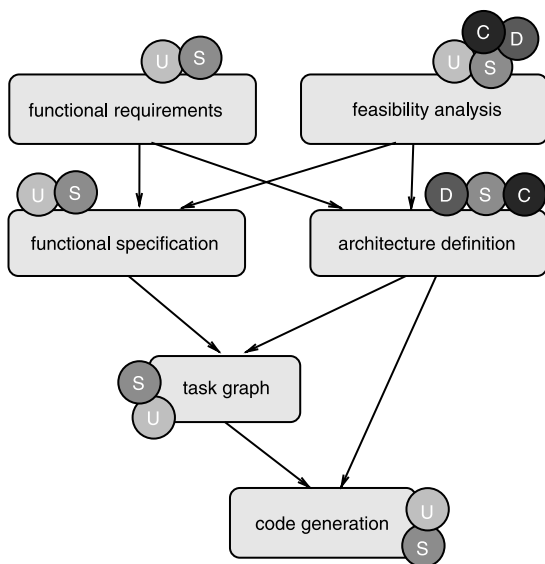 C
D
U S
U S
functional requirements
feasibility analysis
U S
D S C
functional specification
architecture definition
S
task graph
U
U
code generation
S